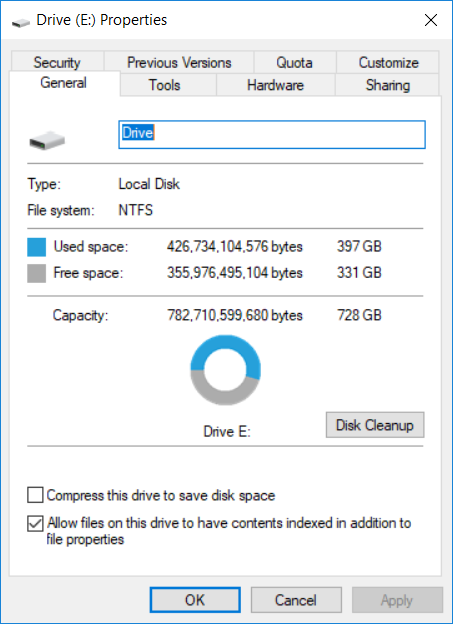 Drive (E:) Properties
Security Previous Versions Quota Customize
General Tools Hardware Sharing
Drive
Type: Local Disk
File system: NTFS
Used space: 426,734,104,576 bytes 397 GB
Free space: 355,976,495,104 bytes 331 GB
Capacity: 782,710,599,680 bytes 728 GB
Drive E:
Disk Cleanup
Compress this drive to save disk space
Allow files on this drive to have contents indexed in addition to
file properties
OK Cancel Apply